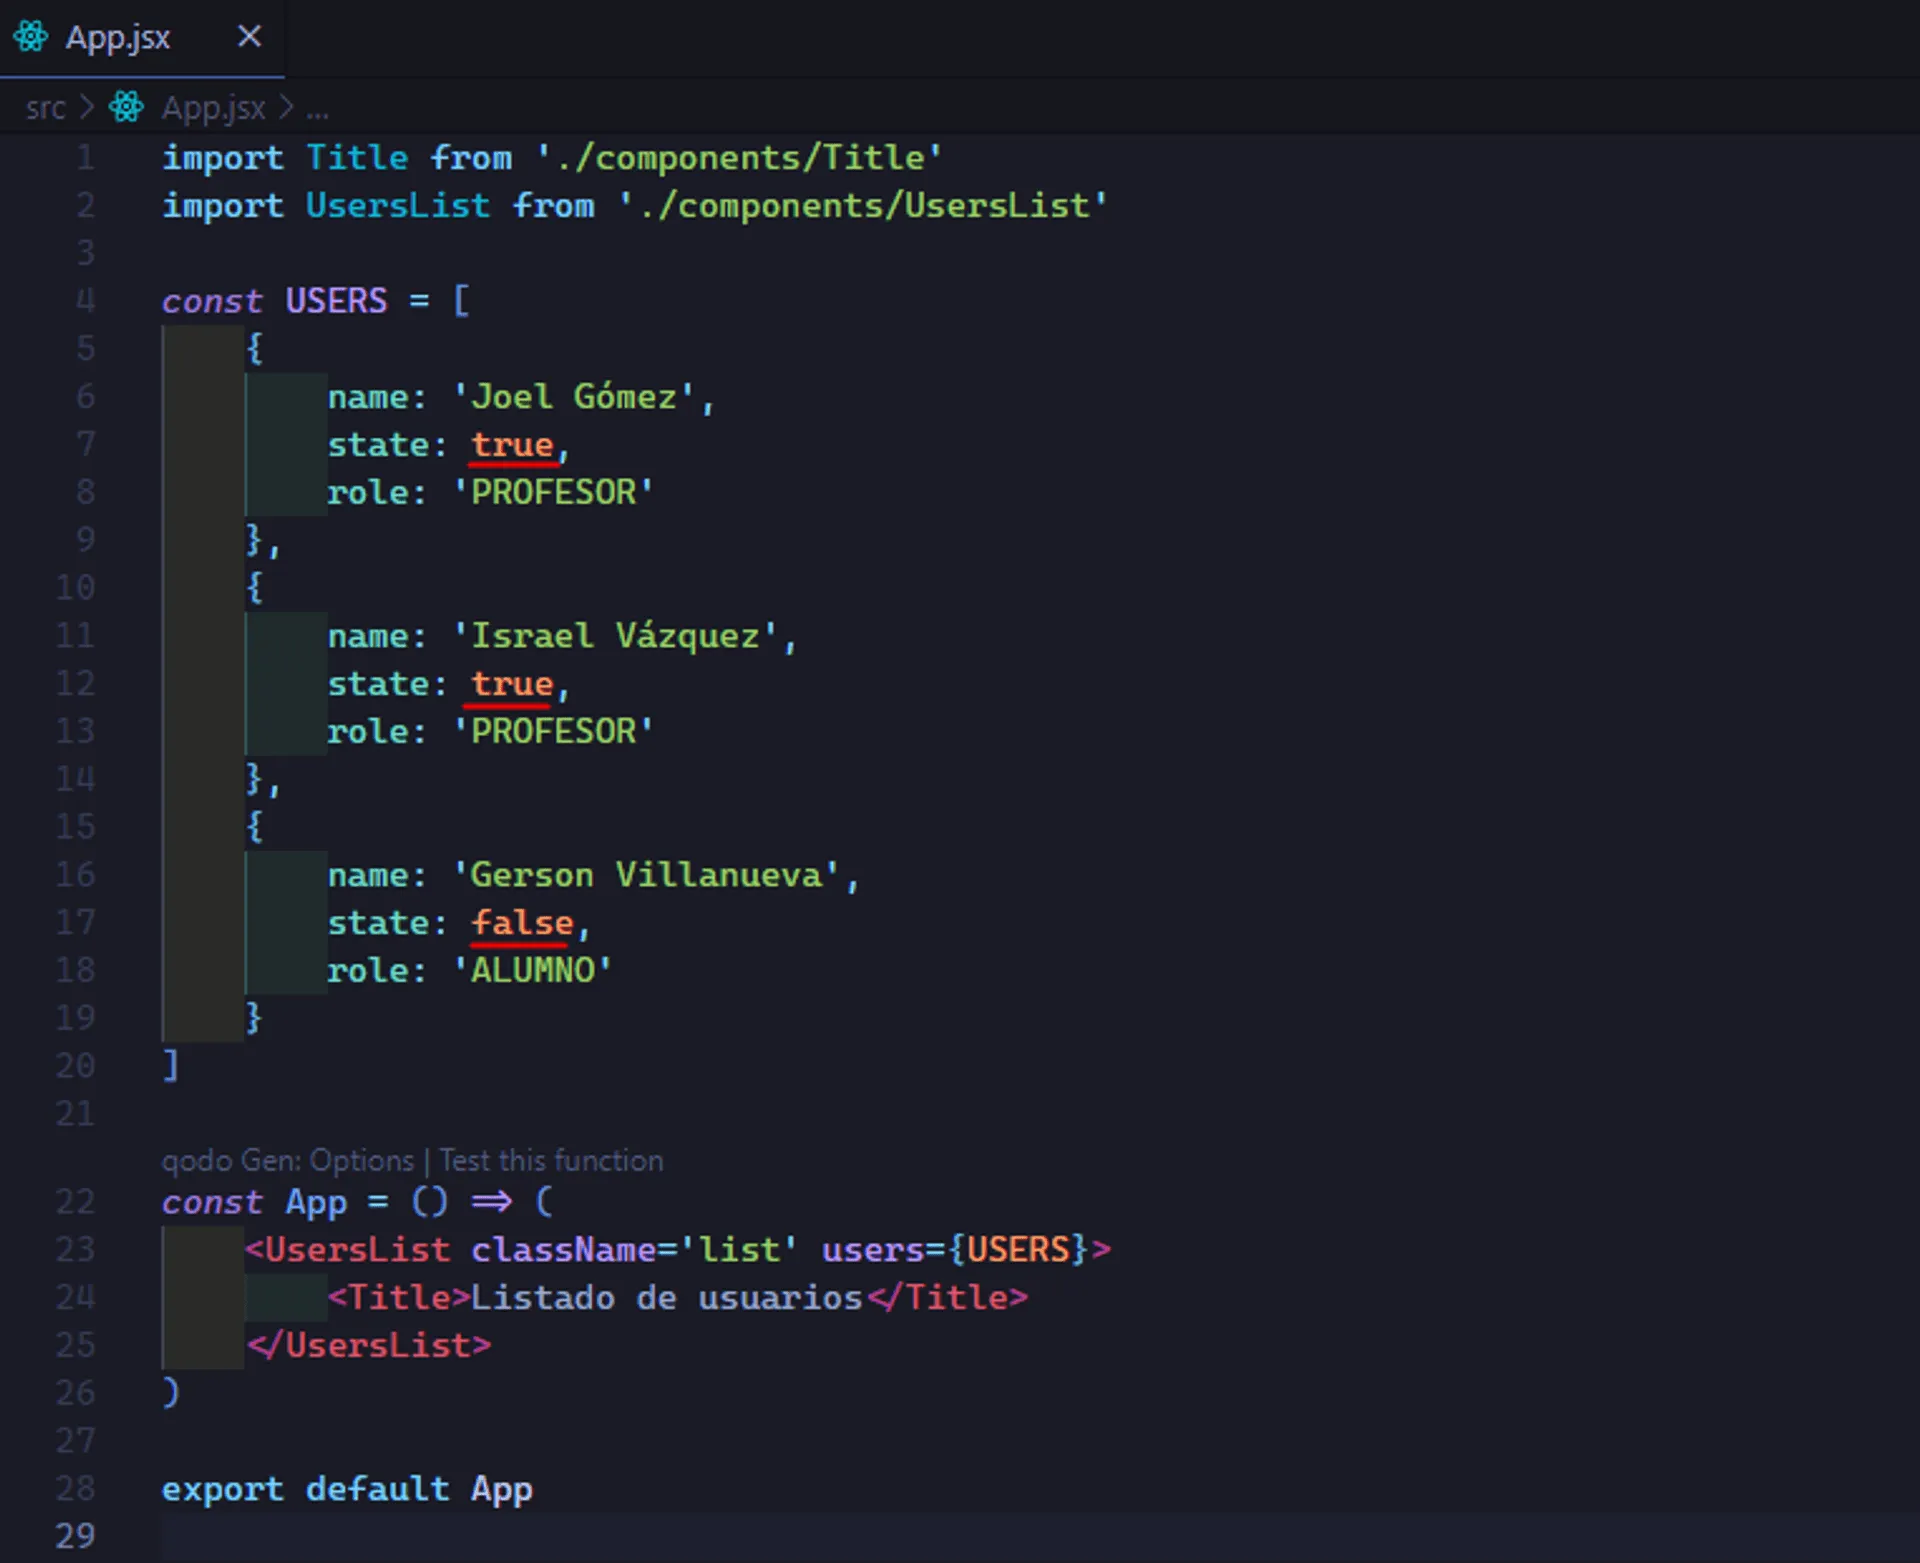 App.jsx
src > App.jsx > ...
1 import Title from './components/Title'
2 import UsersList from './components/UsersList'
3
4 const USERS = [
5 {
6 name: 'Joel Gómez',
7 state: true,
8 role: 'PROFESOR'
9 },
10 {
11 name: 'Israel Vázquez',
12 state: true,
13 role: 'PROFESOR'
14 },
15 {
16 name: 'Gerson Villanueva',
17 state: false,
18 role: 'ALUMNO'
19 }
20 ]
21
qodo Gen: Options | Test this function
22 const App = () => (
23 <UsersList className='list' users={USERS}>
24 <Title>Listado de usuarios</Title>
25 </UsersList>
26 )
27
28 export default App
29